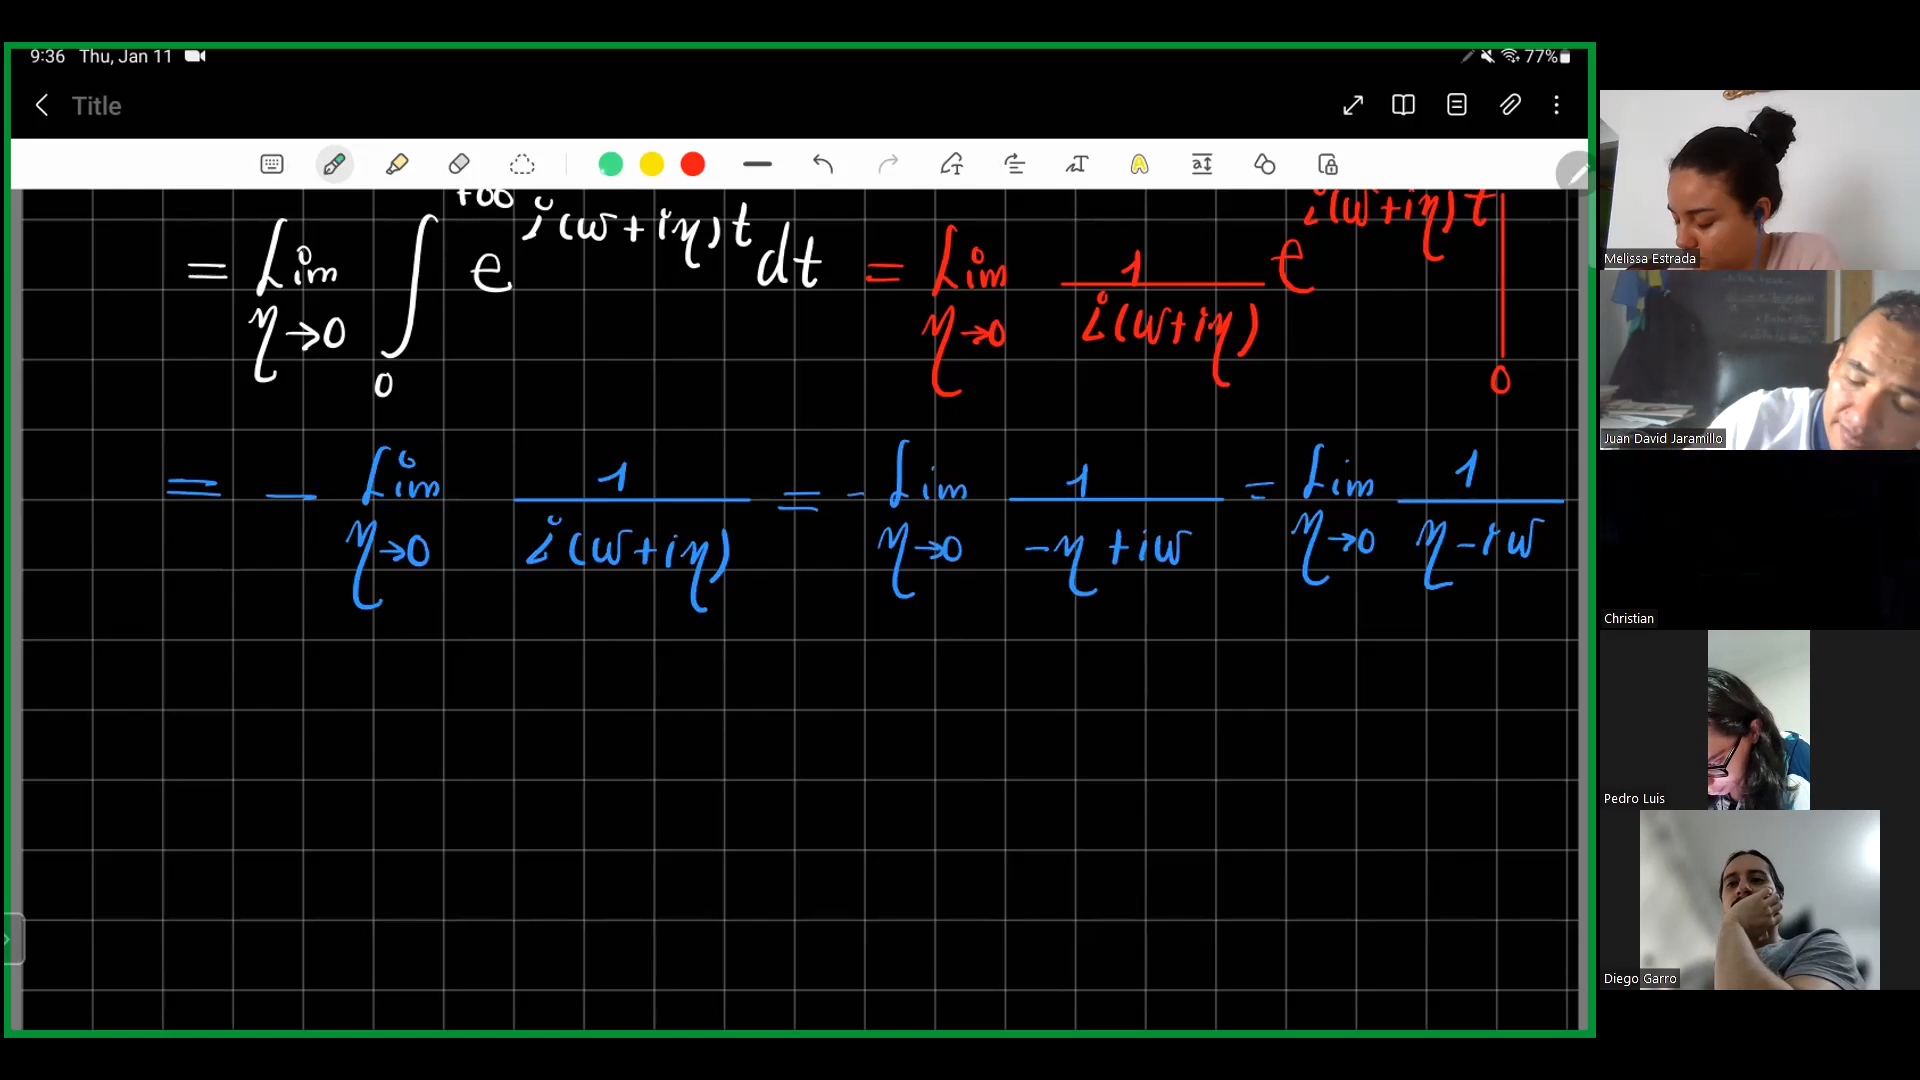 9:36 Thu, Jan 11
77%
Title
= Lim η→0 ∫ 0 +∞ e i(w+iη)t dt = Lim η→0 1 / i(w+iη) e i(w+iη)t | 0
= - Lim η→0 1 / i(w+iη) = - Lim η→0 1 / -η+iw = Lim η→0 1 / η-iw
Melissa Estrada
Juan David Jaramillo
Christian
Pedro Luis
Diego Garro